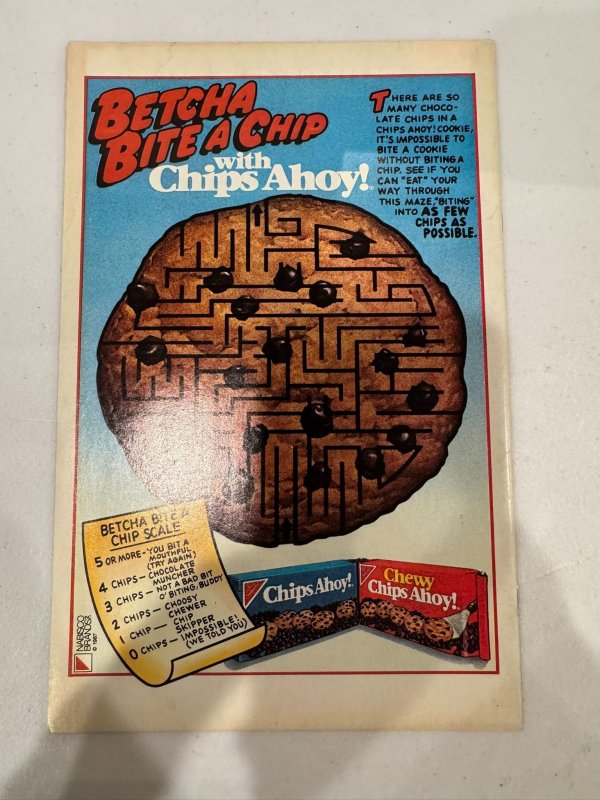 BETCHA
BITE A CHIP
with
Chips Ahoy!®
THERE ARE SO
MANY CHOCO-
LATE CHIPS IN A
CHIPS AHOY! COOKIE,
IT'S IMPOSSIBLE TO
BITE A COOKIE
WITHOUT BITING A
CHIP. SEE IF YOU
CAN "EAT" YOUR
WAY THROUGH
THIS MAZE, "BITING"
INTO AS FEW
CHIPS AS
POSSIBLE.
BETCHA BITE A
CHIP SCALE
5 OR MORE - YOU BIT A
MOUTHFUL
(TRY AGAIN)
4 CHIPS - CHOCOLATE
MUNCHER
3 CHIPS - NOT A BAD BIT
O' BITING, BUDDY
2 CHIPS - CHOOSY
CHEWER
1 CHIP - CHIP
SKIPPER
0 CHIPS - IMPOSSIBLE!
(WE TOLD YOU)
NABISCO
BRANDS
© 1987
Chips Ahoy!
Chewy
Chips Ahoy!